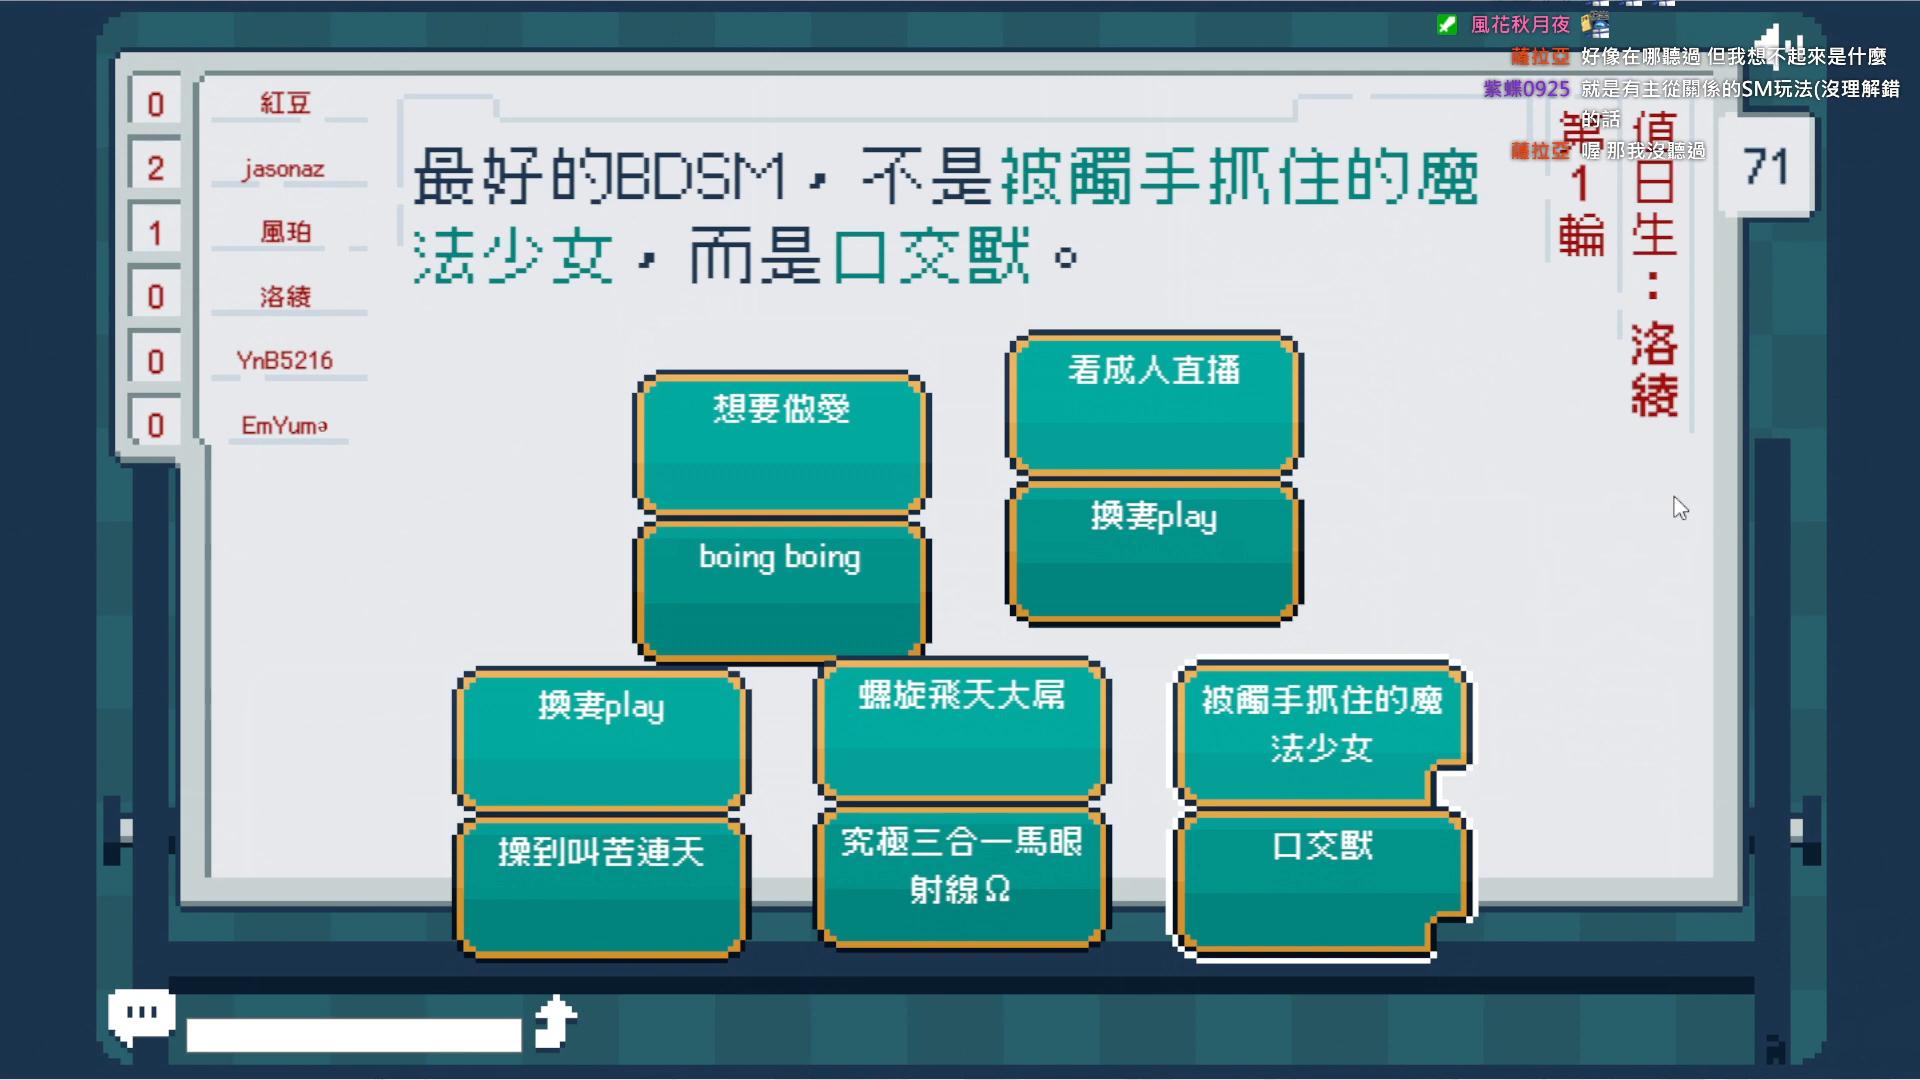 風花秋月夜
薩拉亞 好像在哪聽過 但我想不起來是什麼
紫蝶0925 就是有主從關係的SM玩法(沒理解錯
的話
薩拉亞 喔 那我沒聽過
0 紅豆
2 jasonaz
1 風珀
0 洛綾
0 YnB5216
0 EmYumə
最好的BDSM，不是被觸手抓住的魔
法少女，而是口交獸。
值日生：洛綾
第1輪
71
想要做愛
boing boing
看成人直播
換妻play
換妻play
操到叫苦連天
螺旋飛天大屌
究極三合一馬眼
射線Ω
被觸手抓住的魔
法少女
口交獸